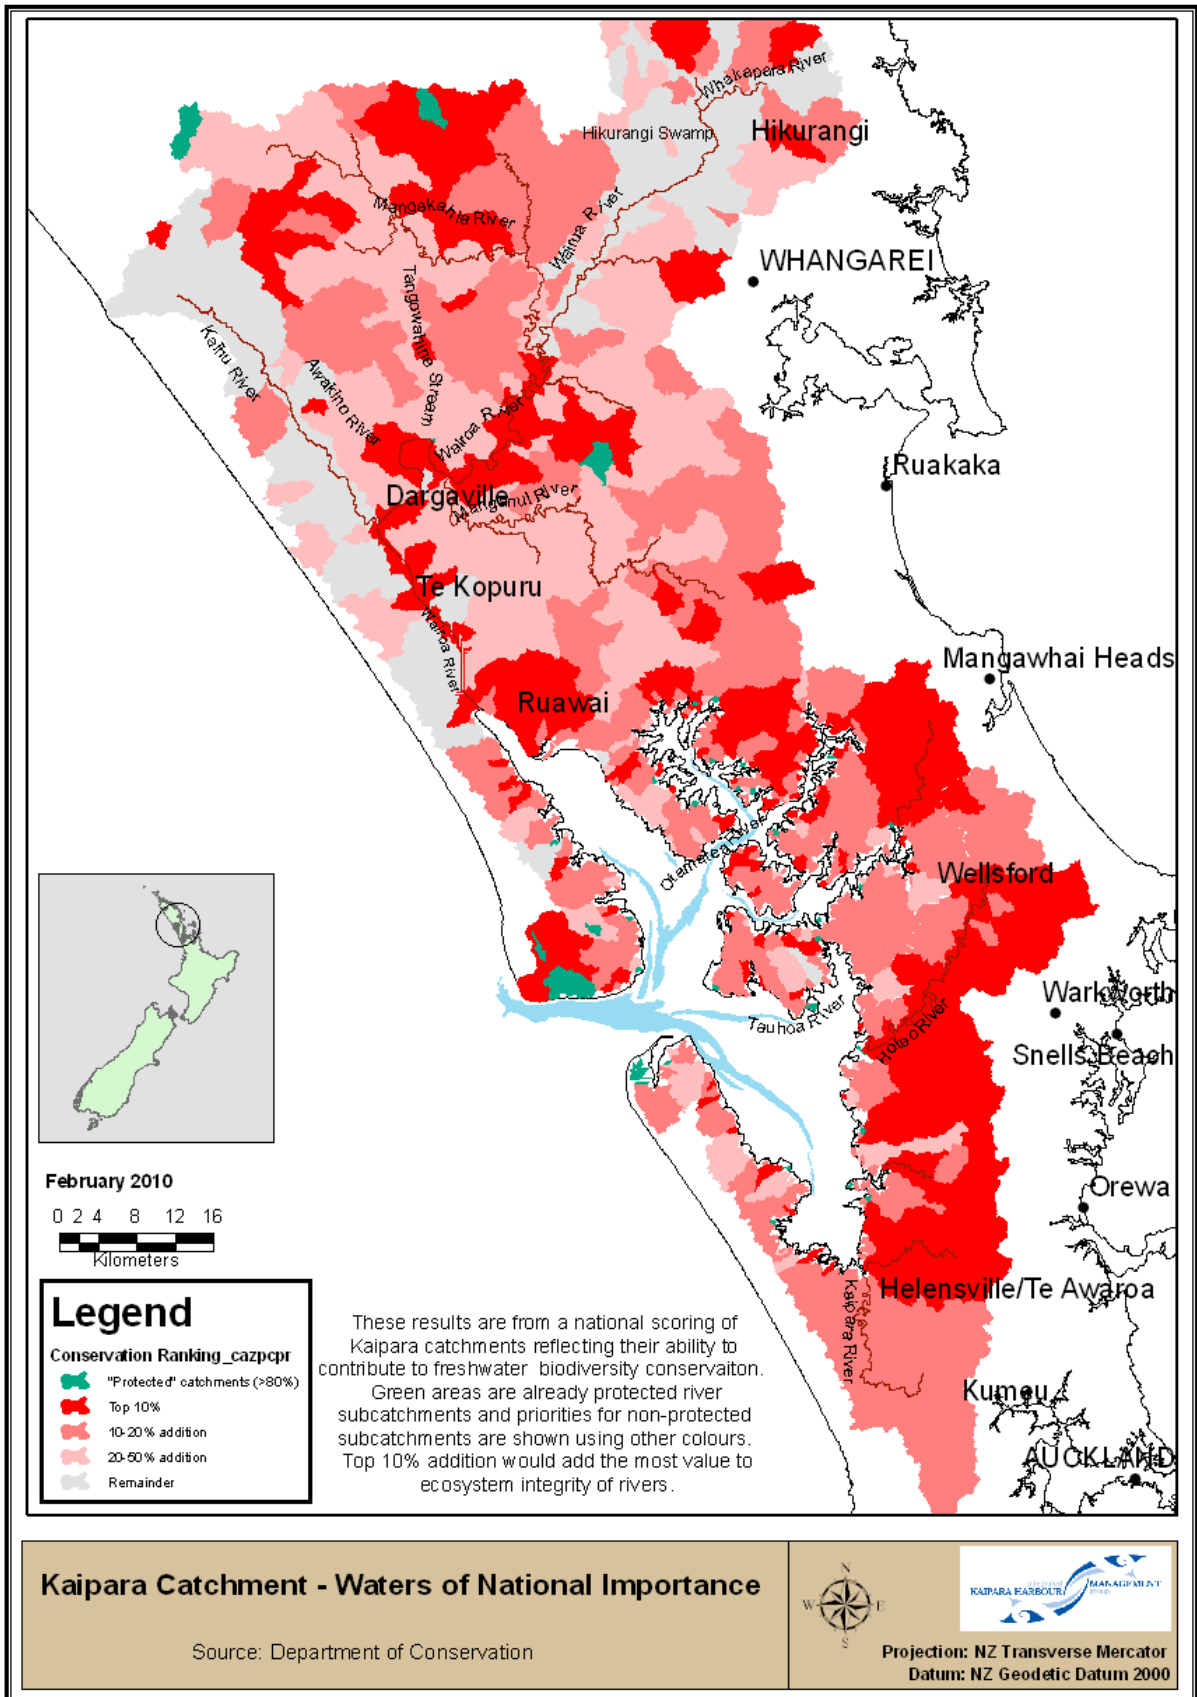 Whakapara River
Hikurangi Swamp
Hikurangi
Mangakahia River
Wairua River
WHANGAREI
Tangowahine Stream
Kaihu River
Awakino River
Wairoa River
Ruakaka
Dargaville
Manganui River
Te Kopuru
Wairoa River
Mangawhai Heads
Ruawai
Otamatea River
Wellsford
Warkworth
Tauhoa River
Hoteo River
Snells Beach
Orewa
Helensville/Te Awaroa
Kaipara River
Kumeu
AUCKLAND
February 2010
0 2 4 8 12 16
Kilometers
Legend
Conservation Ranking_cazpcpr
"Protected" catchments (>80%)
Top 10%
10-20% addition
20-50% addition
Remainder
These results are from a national scoring of
Kaipara catchments reflecting their ability to
contribute to freshwater biodiversity conservaiton.
Green areas are already protected river
subcatchments and priorities for non-protected
subcatchments are shown using other colours.
Top 10% addition would add the most value to
ecosystem integrity of rivers.
Kaipara Catchment - Waters of National Importance
Source: Department of Conservation
N
W E
S
integrated
KAIPARA HARBOUR MANAGEMENT
group
Projection: NZ Transverse Mercator
Datum: NZ Geodetic Datum 2000